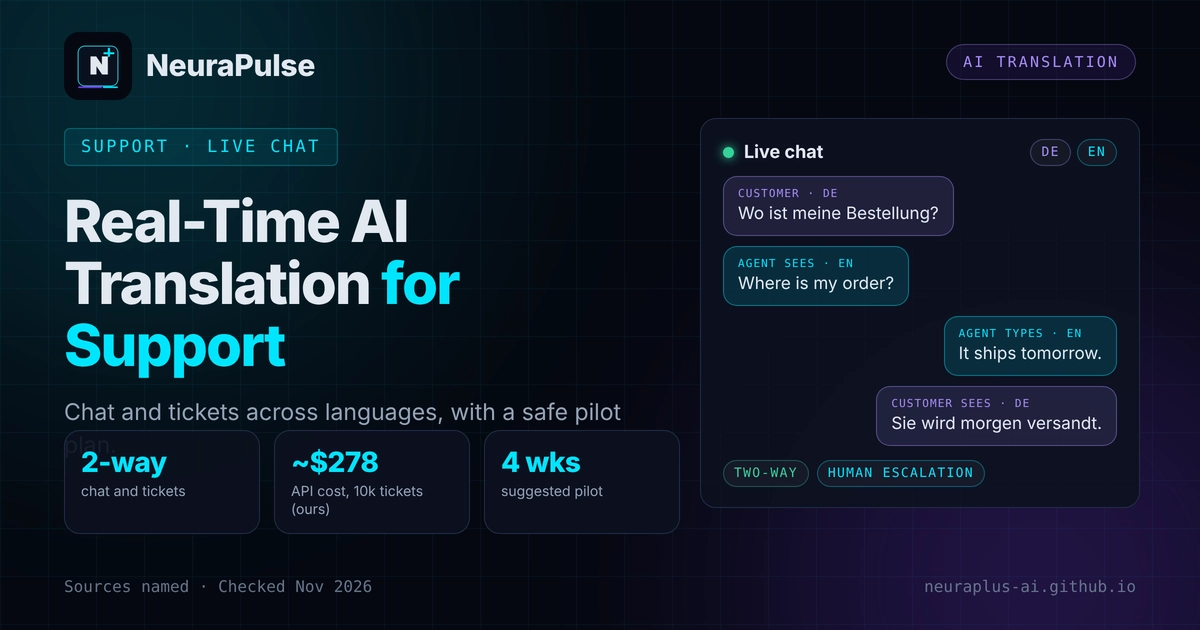 N
NeuraPulse
AI TRANSLATION
SUPPORT · LIVE CHAT
Real-Time AI
Translation for
Support
Chat and tickets across languages, with a safe pilot
plan.
2-way
chat and tickets
~$278
API cost, 10k tickets
(ours)
4 wks
suggested pilot
Live chat
DE
EN
CUSTOMER · DE
Wo ist meine Bestellung?
AGENT SEES · EN
Where is my order?
AGENT TYPES · EN
It ships tomorrow.
CUSTOMER SEES · DE
Sie wird morgen versandt.
TWO-WAY
HUMAN ESCALATION
Sources named · Checked Nov 2026
neuraplus-ai.github.io